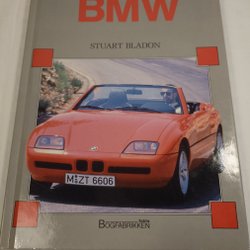 BMW
STUART BLADON
M·ZT 6606
BOGFABRIKKEN